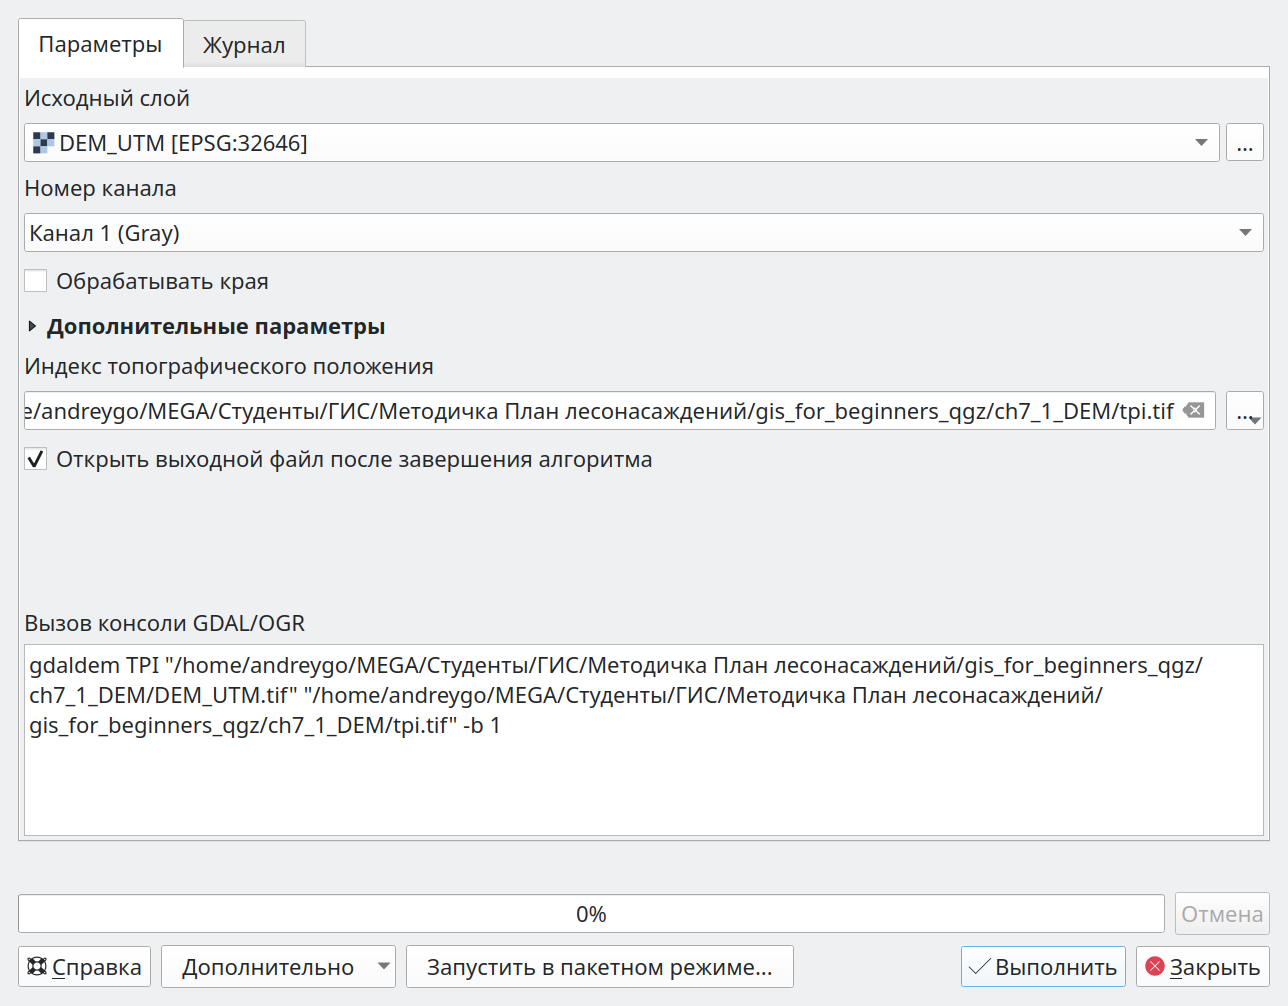 Параметры
Журнал
Исходный слой
DEM_UTM [EPSG:32646]
...
Номер канала
Канал 1 (Gray)
Обрабатывать края
Дополнительные параметры
Индекс топографического положения
e/andreygo/MEGA/Студенты/ГИС/Методичка План лесонасаждений/gis_for_beginners_qgz/ch7_1_DEM/tpi.tif
...
Открыть выходной файл после завершения алгоритма
Вызов консоли GDAL/OGR
gdaldem TPI "/home/andreygo/MEGA/Студенты/ГИС/Методичка План лесонасаждений/gis_for_beginners_qgz/
ch7_1_DEM/DEM_UTM.tif" "/home/andreygo/MEGA/Студенты/ГИС/Методичка План лесонасаждений/
gis_for_beginners_qgz/ch7_1_DEM/tpi.tif" -b 1
0%
Отмена
Справка
Дополнительно
Запустить в пакетном режиме...
Выполнить
Закрыть